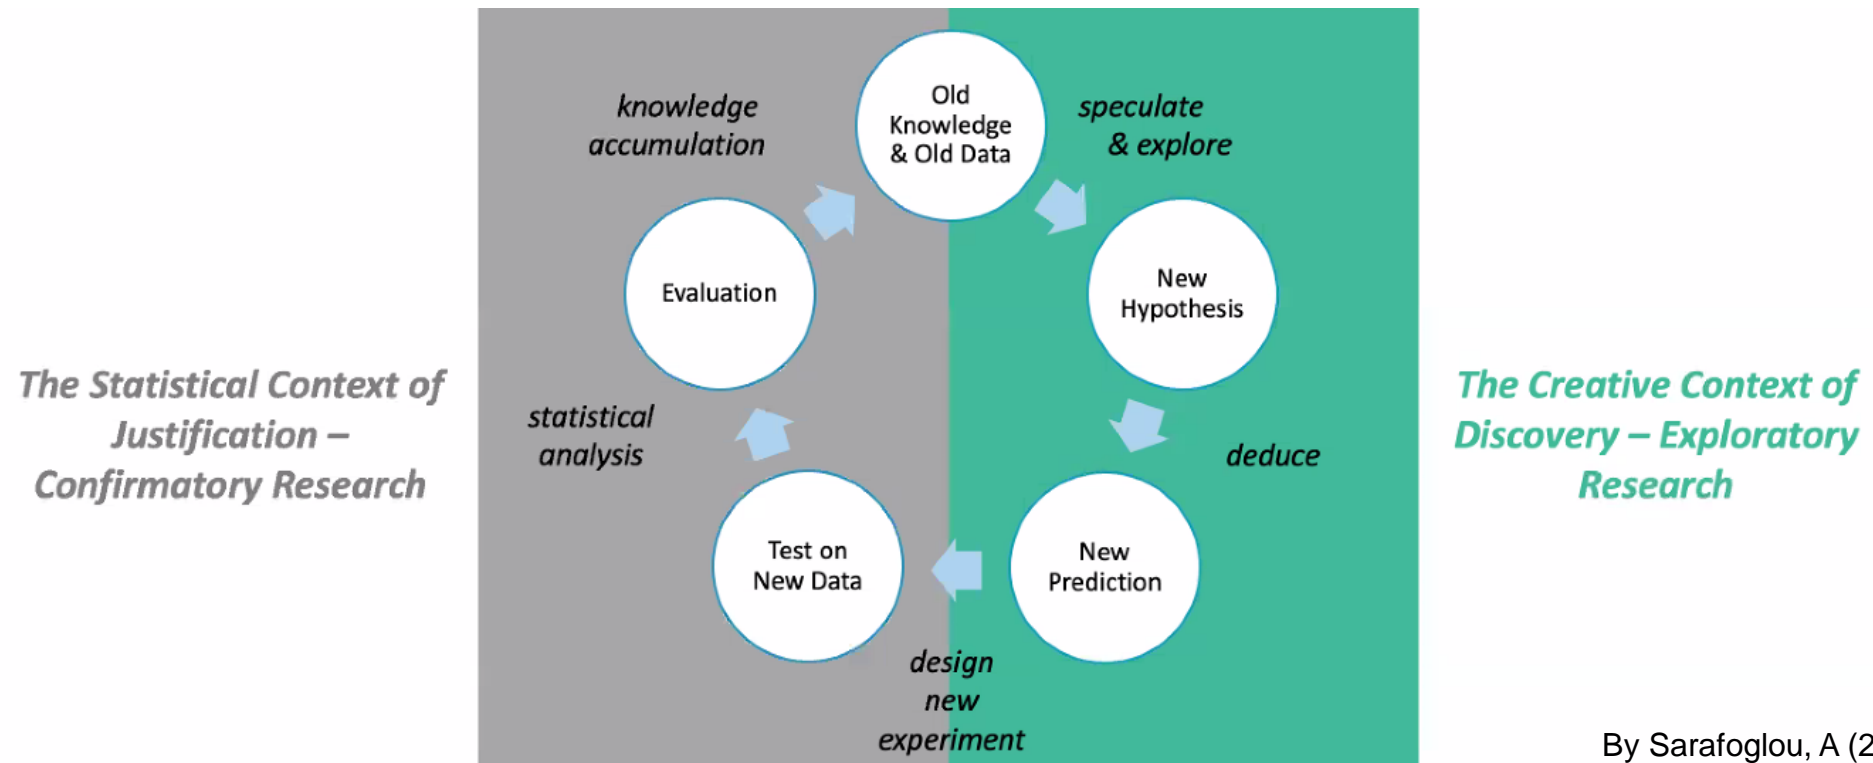 Old
Knowledge
& Old Data
speculate
& explore
New
Hypothesis
deduce
New
Prediction
design
new
experiment
Test on
New Data
statistical
analysis
Evaluation
knowledge
accumulation
The Statistical Context of
Justification –
Confirmatory Research
The Creative Context of
Discovery – Exploratory
Research
By Sarafoglou, A (2